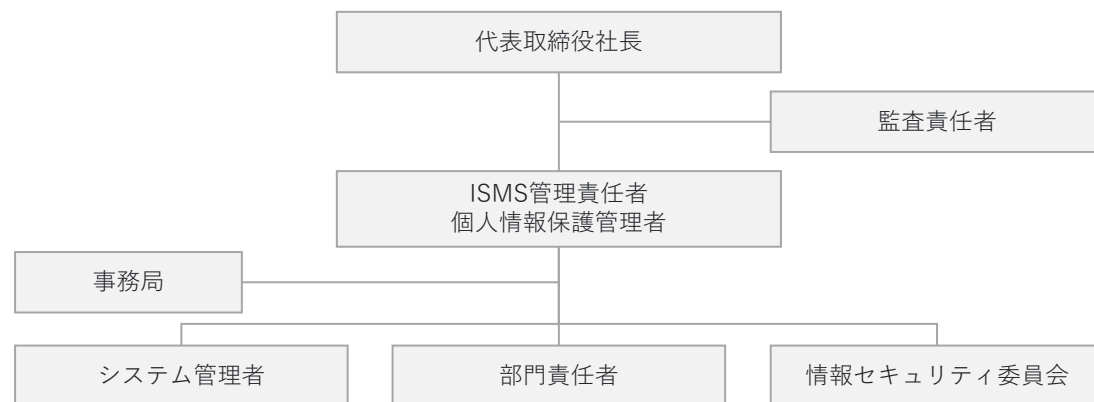 代表取締役社長
監査責任者
ISMS管理責任者
個人情報保護管理者
事務局
システム管理者
部門責任者
情報セキュリティ委員会